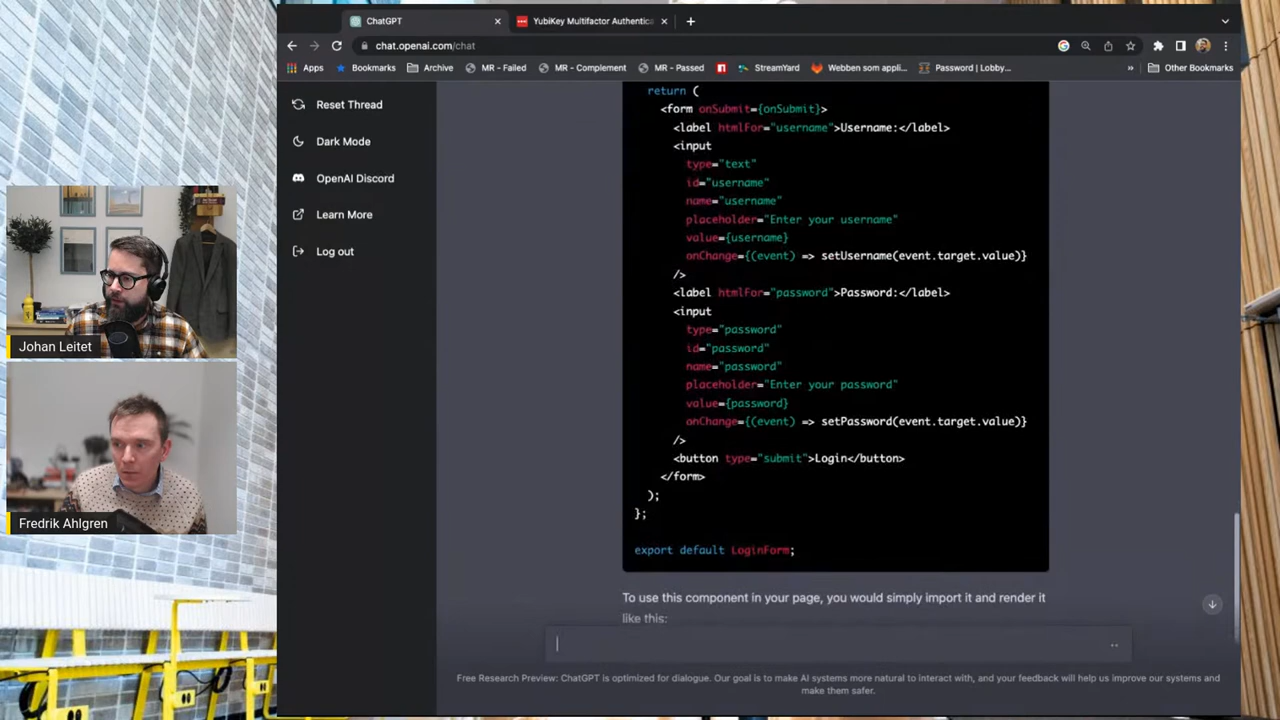 ChatGPT
YubiKey Multifactor Authentica
chat.openai.com/chat
Apps
Bookmarks
Archive
MR - Failed
MR - Complement
MR - Passed
StreamYard
Webben som appli...
Password | Lobby...
»
Other Bookmarks
Reset Thread
Dark Mode
OpenAI Discord
Learn More
Log out
return (
<form onSubmit={onSubmit}>
<label htmlFor="username">Username:</label>
<input
type="text"
id="username"
name="username"
placeholder="Enter your username"
value={username}
onChange={(event) => setUsername(event.target.value)}
/>
<label htmlFor="password">Password:</label>
<input
type="password"
id="password"
name="password"
placeholder="Enter your password"
value={password}
onChange={(event) => setPassword(event.target.value)}
/>
<button type="submit">Login</button>
</form>
);
};
export default LoginForm;
To use this component in your page, you would simply import it and render it
like this:
Free Research Preview: ChatGPT is optimized for dialogue. Our goal is to make AI systems more natural to interact with, and your feedback will help us improve our systems and
make them safer.
Johan Leitet
Fredrik Ahlgren